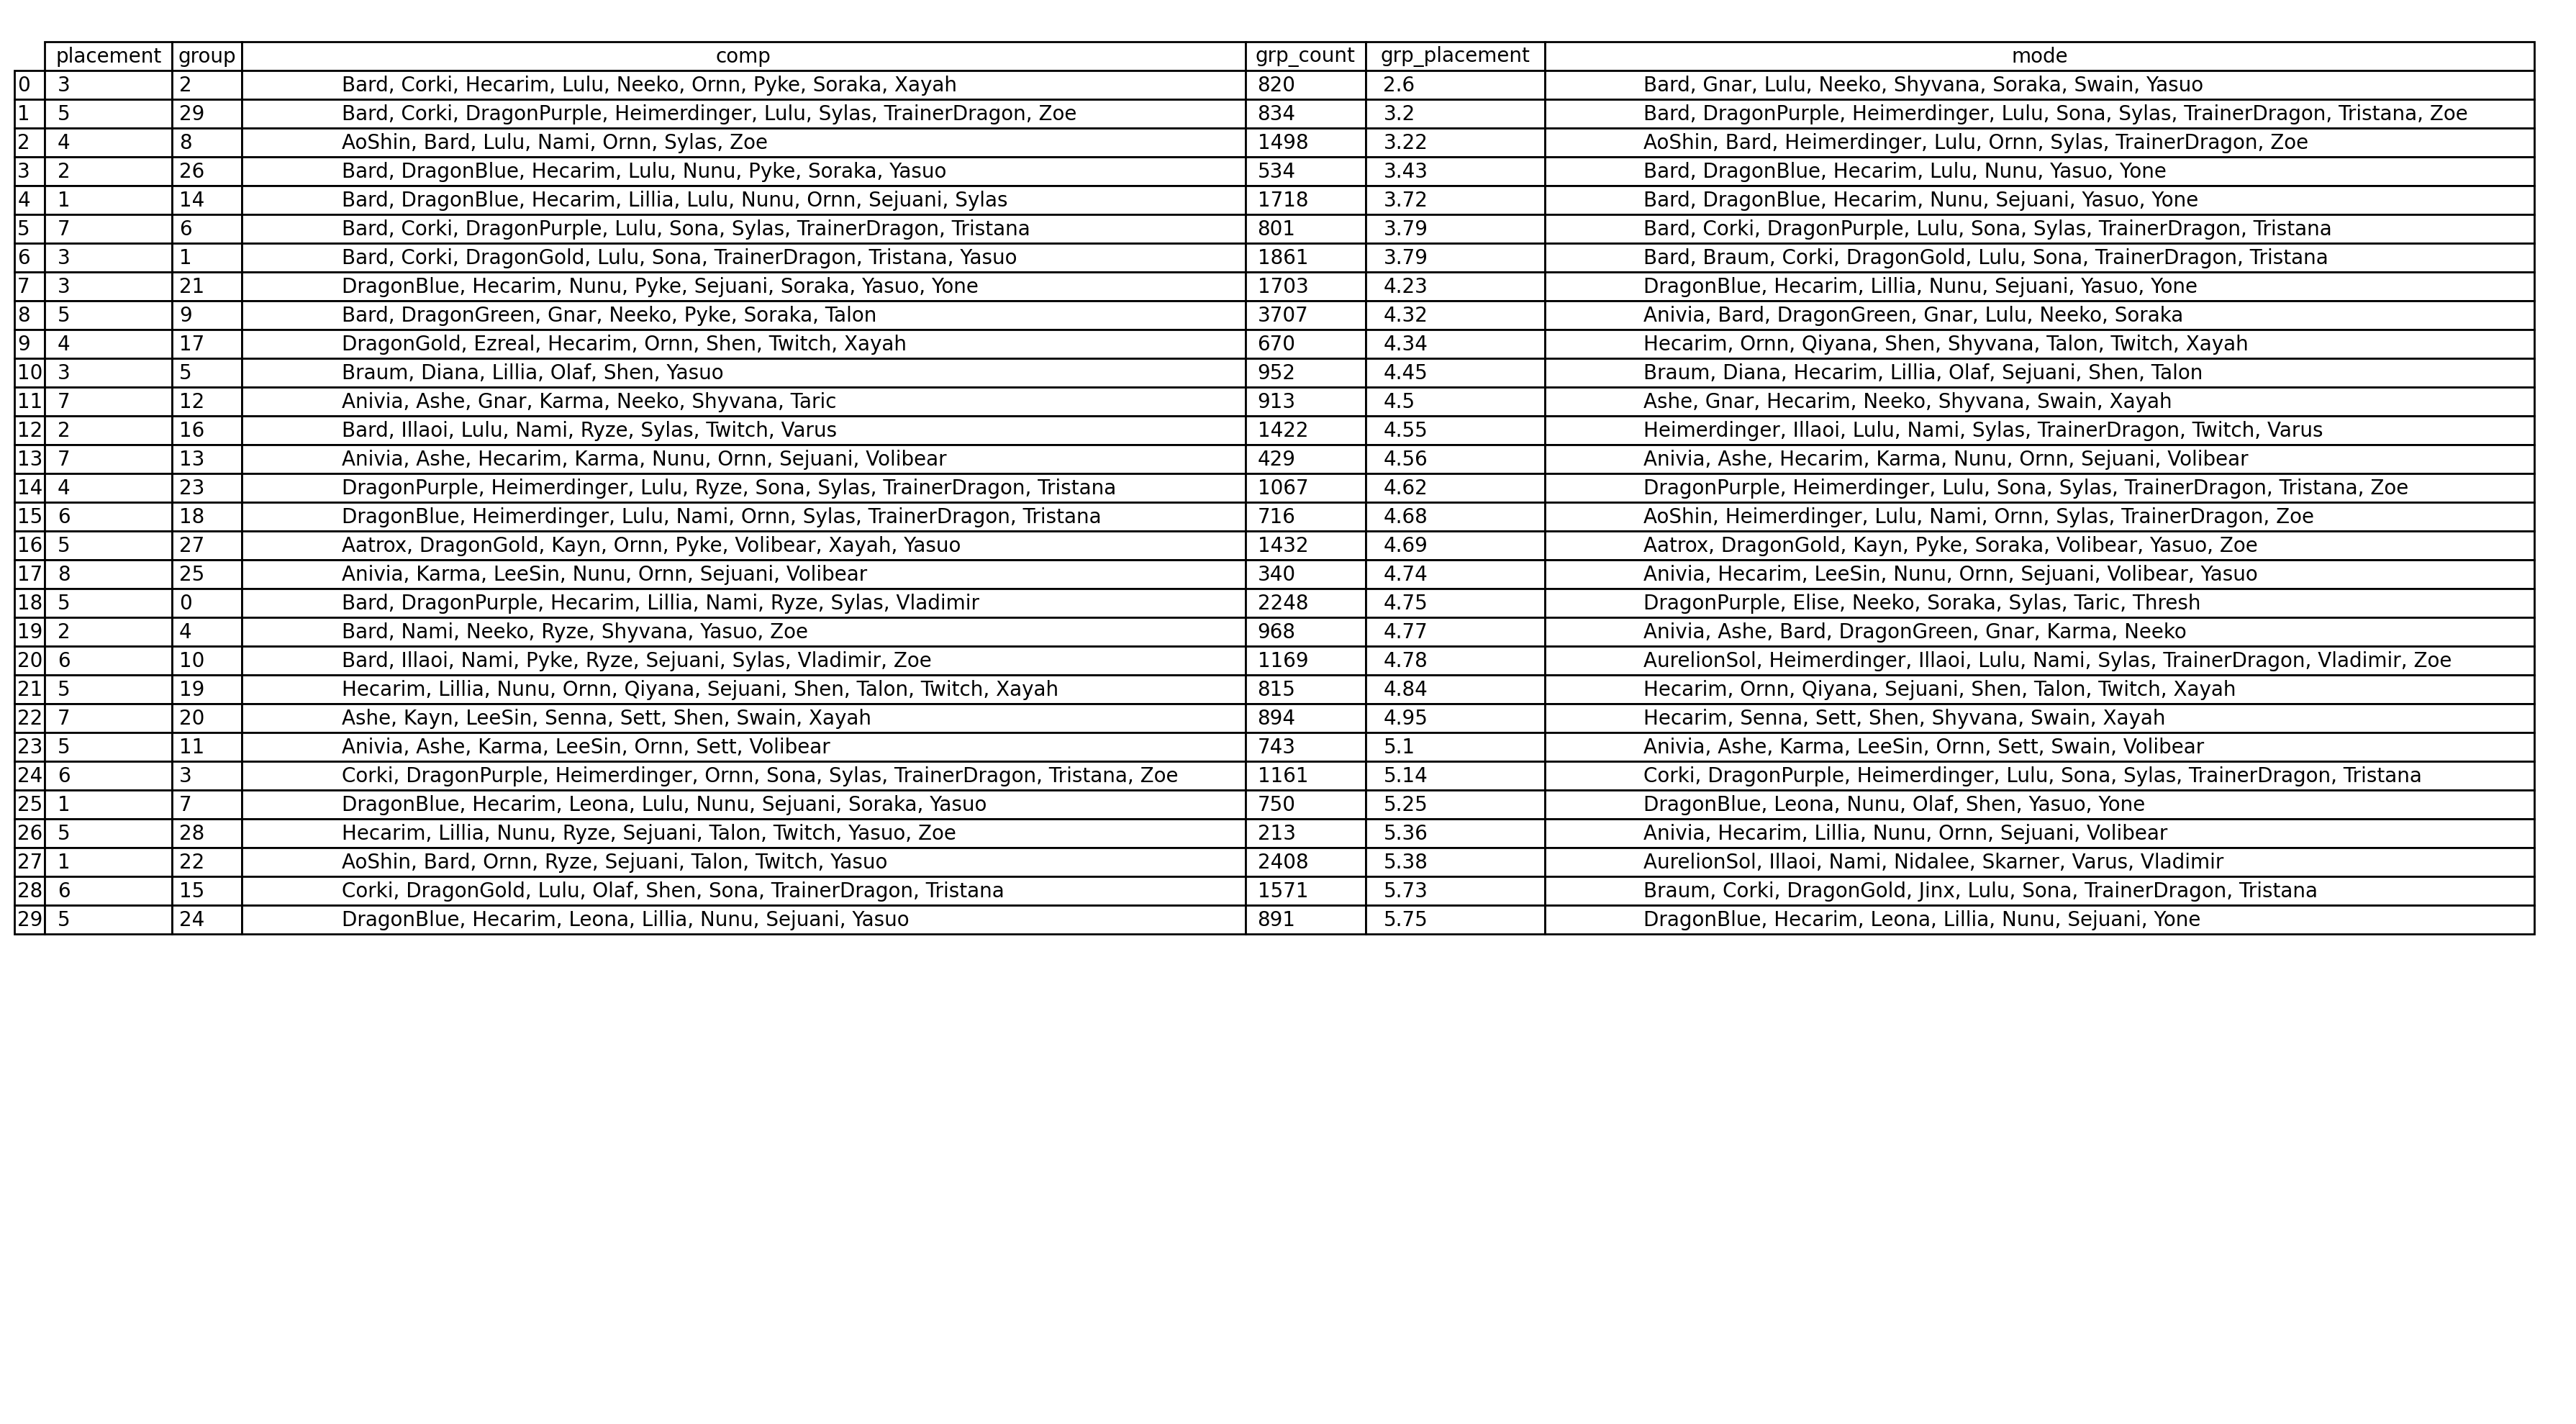 placement group comp grp_count grp_placement mode
0 3 2 Bard, Corki, Hecarim, Lulu, Neeko, Ornn, Pyke, Soraka, Xayah 820 2.6 Bard, Gnar, Lulu, Neeko, Shyvana, Soraka, Swain, Yasuo
1 5 29 Bard, Corki, DragonPurple, Heimerdinger, Lulu, Sylas, TrainerDragon, Zoe 834 3.2 Bard, DragonPurple, Heimerdinger, Lulu, Sona, Sylas, TrainerDragon, Tristana, Zoe
2 4 8 AoShin, Bard, Lulu, Nami, Ornn, Sylas, Zoe 1498 3.22 AoShin, Bard, Heimerdinger, Lulu, Ornn, Sylas, TrainerDragon, Zoe
3 2 26 Bard, DragonBlue, Hecarim, Lulu, Nunu, Pyke, Soraka, Yasuo 534 3.43 Bard, DragonBlue, Hecarim, Lulu, Nunu, Yasuo, Yone
4 1 14 Bard, DragonBlue, Hecarim, Lillia, Lulu, Nunu, Ornn, Sejuani, Sylas 1718 3.72 Bard, DragonBlue, Hecarim, Nunu, Sejuani, Yasuo, Yone
5 7 6 Bard, Corki, DragonPurple, Lulu, Sona, Sylas, TrainerDragon, Tristana 801 3.79 Bard, Corki, DragonPurple, Lulu, Sona, Sylas, TrainerDragon, Tristana
6 3 1 Bard, Corki, DragonGold, Lulu, Sona, TrainerDragon, Tristana, Yasuo 1861 3.79 Bard, Braum, Corki, DragonGold, Lulu, Sona, TrainerDragon, Tristana
7 3 21 DragonBlue, Hecarim, Nunu, Pyke, Sejuani, Soraka, Yasuo, Yone 1703 4.23 DragonBlue, Hecarim, Lillia, Nunu, Sejuani, Yasuo, Yone
8 5 9 Bard, DragonGreen, Gnar, Neeko, Pyke, Soraka, Talon 3707 4.32 Anivia, Bard, DragonGreen, Gnar, Lulu, Neeko, Soraka
9 4 17 DragonGold, Ezreal, Hecarim, Ornn, Shen, Twitch, Xayah 670 4.34 Hecarim, Ornn, Qiyana, Shen, Shyvana, Talon, Twitch, Xayah
10 3 5 Braum, Diana, Lillia, Olaf, Shen, Yasuo 952 4.45 Braum, Diana, Hecarim, Lillia, Olaf, Sejuani, Shen, Talon
11 7 12 Anivia, Ashe, Gnar, Karma, Neeko, Shyvana, Taric 913 4.5 Ashe, Gnar, Hecarim, Neeko, Shyvana, Swain, Xayah
12 2 16 Bard, Illaoi, Lulu, Nami, Ryze, Sylas, Twitch, Varus 1422 4.55 Heimerdinger, Illaoi, Lulu, Nami, Sylas, TrainerDragon, Twitch, Varus
13 7 13 Anivia, Ashe, Hecarim, Karma, Nunu, Ornn, Sejuani, Volibear 429 4.56 Anivia, Ashe, Hecarim, Karma, Nunu, Ornn, Sejuani, Volibear
14 4 23 DragonPurple, Heimerdinger, Lulu, Ryze, Sona, Sylas, TrainerDragon, Tristana 1067 4.62 DragonPurple, Heimerdinger, Lulu, Sona, Sylas, TrainerDragon, Tristana, Zoe
15 6 18 DragonBlue, Heimerdinger, Lulu, Nami, Ornn, Sylas, TrainerDragon, Tristana 716 4.68 AoShin, Heimerdinger, Lulu, Nami, Ornn, Sylas, TrainerDragon, Zoe
16 5 27 Aatrox, DragonGold, Kayn, Ornn, Pyke, Volibear, Xayah, Yasuo 1432 4.69 Aatrox, DragonGold, Kayn, Pyke, Soraka, Volibear, Yasuo, Zoe
17 8 25 Anivia, Karma, LeeSin, Nunu, Ornn, Sejuani, Volibear 340 4.74 Anivia, Hecarim, LeeSin, Nunu, Ornn, Sejuani, Volibear, Yasuo
18 5 0 Bard, DragonPurple, Hecarim, Lillia, Nami, Ryze, Sylas, Vladimir 2248 4.75 DragonPurple, Elise, Neeko, Soraka, Sylas, Taric, Thresh
19 2 4 Bard, Nami, Neeko, Ryze, Shyvana, Yasuo, Zoe 968 4.77 Anivia, Ashe, Bard, DragonGreen, Gnar, Karma, Neeko
20 6 10 Bard, Illaoi, Nami, Pyke, Ryze, Sejuani, Sylas, Vladimir, Zoe 1169 4.78 AurelionSol, Heimerdinger, Illaoi, Lulu, Nami, Sylas, TrainerDragon, Vladimir, Zoe
21 5 19 Hecarim, Lillia, Nunu, Ornn, Qiyana, Sejuani, Shen, Talon, Twitch, Xayah 815 4.84 Hecarim, Ornn, Qiyana, Sejuani, Shen, Talon, Twitch, Xayah
22 7 20 Ashe, Kayn, LeeSin, Senna, Sett, Shen, Swain, Xayah 894 4.95 Hecarim, Senna, Sett, Shen, Shyvana, Swain, Xayah
23 5 11 Anivia, Ashe, Karma, LeeSin, Ornn, Sett, Volibear 743 5.1 Anivia, Ashe, Karma, LeeSin, Ornn, Sett, Swain, Volibear
24 6 3 Corki, DragonPurple, Heimerdinger, Ornn, Sona, Sylas, TrainerDragon, Tristana, Zoe 1161 5.14 Corki, DragonPurple, Heimerdinger, Lulu, Sona, Sylas, TrainerDragon, Tristana
25 1 7 DragonBlue, Hecarim, Leona, Lulu, Nunu, Sejuani, Soraka, Yasuo 750 5.25 DragonBlue, Leona, Nunu, Olaf, Shen, Yasuo, Yone
26 5 28 Hecarim, Lillia, Nunu, Ryze, Sejuani, Talon, Twitch, Yasuo, Zoe 213 5.36 Anivia, Hecarim, Lillia, Nunu, Ornn, Sejuani, Volibear
27 1 22 AoShin, Bard, Ornn, Ryze, Sejuani, Talon, Twitch, Yasuo 2408 5.38 AurelionSol, Illaoi, Nami, Nidalee, Skarner, Varus, Vladimir
28 6 15 Corki, DragonGold, Lulu, Olaf, Shen, Sona, TrainerDragon, Tristana 1571 5.73 Braum, Corki, DragonGold, Jinx, Lulu, Sona, TrainerDragon, Tristana
29 5 24 DragonBlue, Hecarim, Leona, Lillia, Nunu, Sejuani, Yasuo 891 5.75 DragonBlue, Hecarim, Leona, Lillia, Nunu, Sejuani, Yone